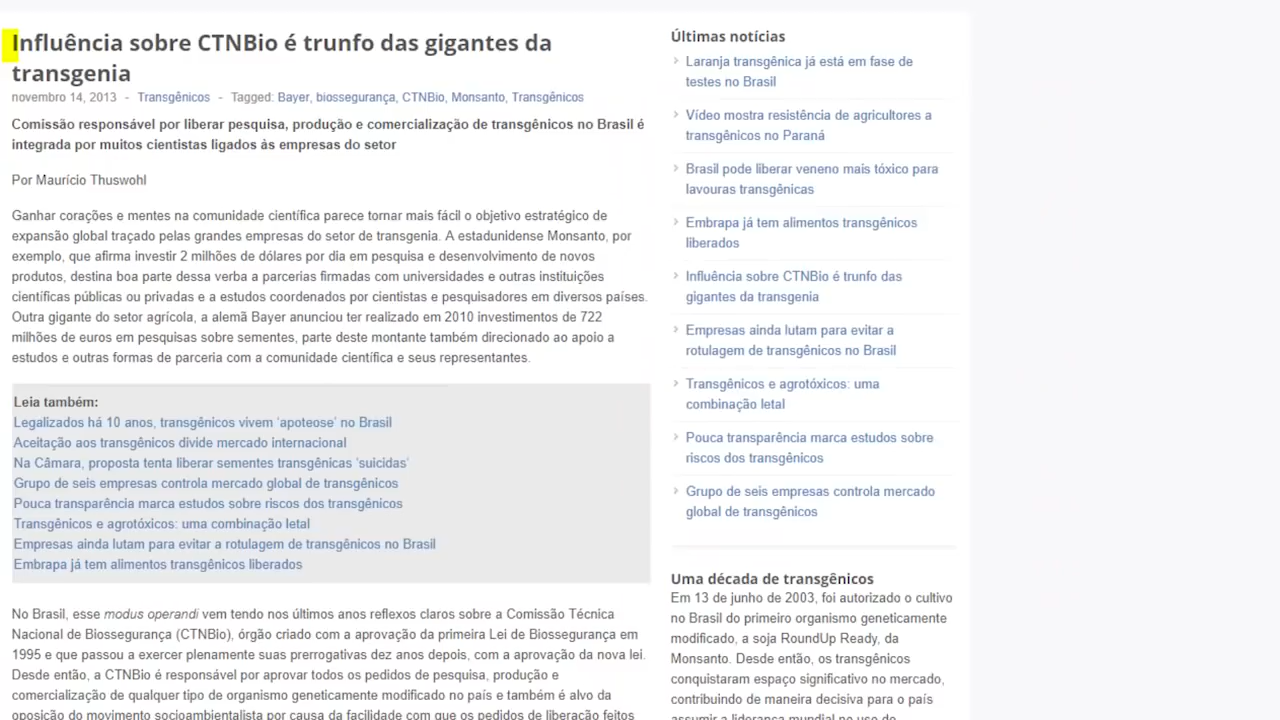 Influência sobre CTNBio é trunfo das gigantes da
transgenia
novembro 14, 2013 - Transgênicos - Tagged: Bayer, biossegurança, CTNBio, Monsanto, Transgênicos
Comissão responsável por liberar pesquisa, produção e comercialização de transgênicos no Brasil é
integrada por muitos cientistas ligados às empresas do setor
Por Maurício Thuswohl
Ganhar corações e mentes na comunidade científica parece tornar mais fácil o objetivo estratégico de
expansão global traçado pelas grandes empresas do setor de transgenia. A estadunidense Monsanto, por
exemplo, que afirma investir 2 milhões de dólares por dia em pesquisa e desenvolvimento de novos
produtos, destina boa parte dessa verba a parcerias firmadas com universidades e outras instituições
científicas públicas ou privadas e a estudos coordenados por cientistas e pesquisadores em diversos países.
Outra gigante do setor agrícola, a alemã Bayer anunciou ter realizado em 2010 investimentos de 722
milhões de euros em pesquisas sobre sementes, parte deste montante também direcionado ao apoio a
estudos e outras formas de parceria com a comunidade científica e seus representantes.
Leia também:
Legalizados há 10 anos, transgênicos vivem 'apoteose' no Brasil
Aceitação aos transgênicos divide mercado internacional
Na Câmara, proposta tenta liberar sementes transgênicas 'suicidas'
Grupo de seis empresas controla mercado global de transgênicos
Pouca transparência marca estudos sobre riscos dos transgênicos
Transgênicos e agrotóxicos: uma combinação letal
Empresas ainda lutam para evitar a rotulagem de transgênicos no Brasil
Embrapa já tem alimentos transgênicos liberados
No Brasil, esse modus operandi vem tendo nos últimos anos reflexos claros sobre a Comissão Técnica
Nacional de Biossegurança (CTNBio), órgão criado com a aprovação da primeira Lei de Biossegurança em
1995 e que passou a exercer plenamente suas prerrogativas dez anos depois, com a aprovação da nova lei.
Desde então, a CTNBio é responsável por aprovar todos os pedidos de pesquisa, produção e
comercialização de qualquer tipo de organismo geneticamente modificado no país e também é alvo da
oposição do movimento socioambientalista por causa da facilidade com que os pedidos de liberação feitos
Últimas notícias
Laranja transgênica já está em fase de
testes no Brasil
Vídeo mostra resistência de agricultores a
transgênicos no Paraná
Brasil pode liberar veneno mais tóxico para
lavouras transgênicas
Embrapa já tem alimentos transgênicos
liberados
Influência sobre CTNBio é trunfo das
gigantes da transgenia
Empresas ainda lutam para evitar a
rotulagem de transgênicos no Brasil
Transgênicos e agrotóxicos: uma
combinação letal
Pouca transparência marca estudos sobre
riscos dos transgênicos
Grupo de seis empresas controla mercado
global de transgênicos
Uma década de transgênicos
Em 13 de junho de 2003, foi autorizado o cultivo
no Brasil do primeiro organismo geneticamente
modificado, a soja RoundUp Ready, da
Monsanto. Desde então, os transgênicos
conquistaram espaço significativo no mercado,
contribuindo de maneira decisiva para o país
assumir a liderança mundial no uso de